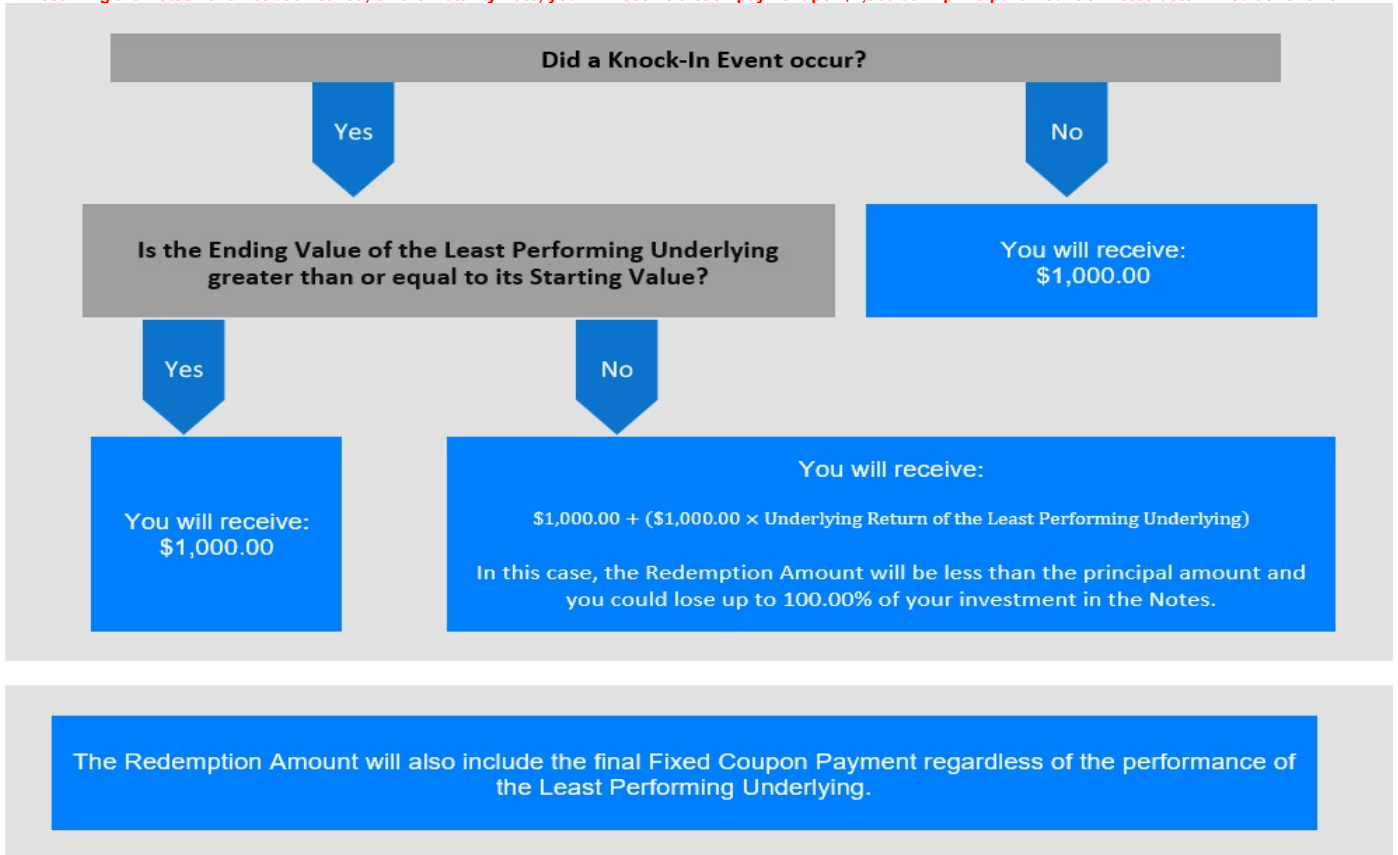 Did a Knock-In Event occur?
Yes
No
Is the Ending Value of the Least Performing Underlying
greater than or equal to its Starting Value?
You will receive:
$1,000.00
Yes
No
You will receive:
$1,000.00
You will receive:
$1,000.00 + ($1,000.00 × Underlying Return of the Least Performing Underlying)
In this case, the Redemption Amount will be less than the principal amount and
you could lose up to 100.00% of your investment in the Notes.
The Redemption Amount will also include the final Fixed Coupon Payment regardless of the performance of
the Least Performing Underlying.